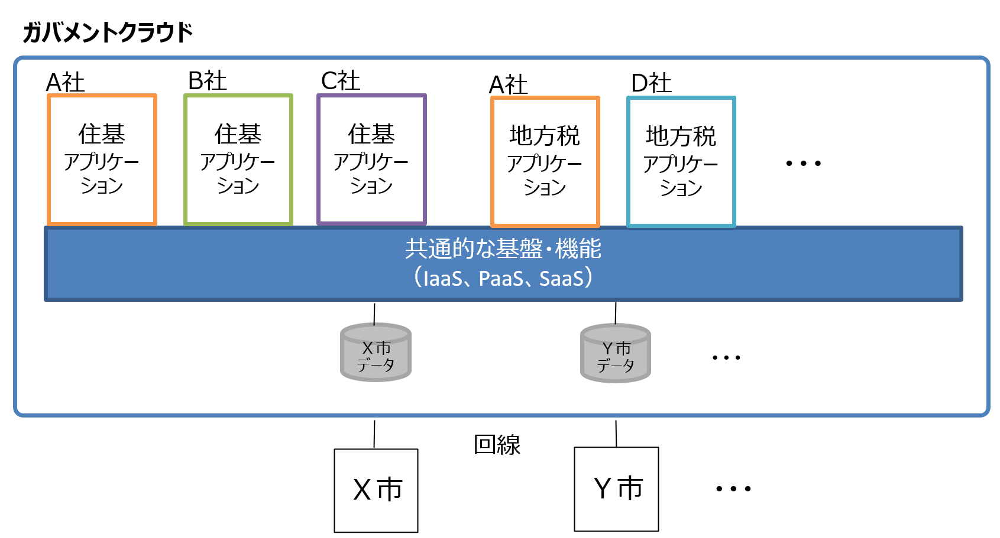 ガバメントクラウド
A社
B社
C社
A社
D社
住基
アプリケー
ション
住基
アプリケー
ション
住基
アプリケー
ション
地方税
アプリケー
ション
地方税
アプリケー
ション
・・・
共通的な基盤・機能
（IaaS、PaaS、SaaS）
X市
データ
Y市
データ
・・・
回線
X市
Y市
・・・